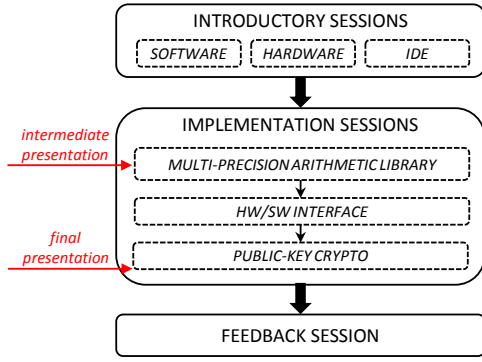 INTRODUCTORY SESSIONS
SOFTWARE
HARDWARE
IDE
IMPLEMENTATION SESSIONS
intermediate
presentation
MULTI-PRECISION ARITHMETIC LIBRARY
HW/SW INTERFACE
final
presentation
PUBLIC-KEY CRYPTO
FEEDBACK SESSION